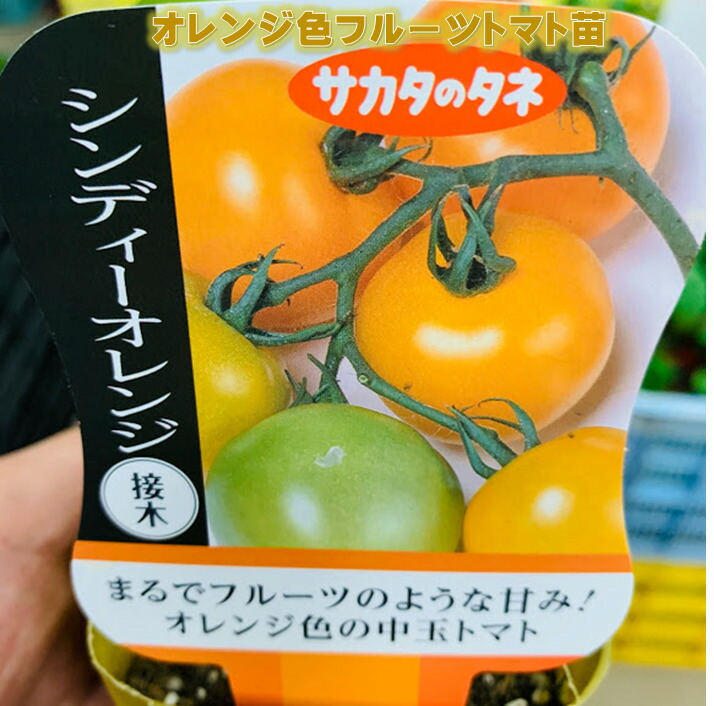 オレンジ色フルーツトマト苗
サカタのタネ
シンディーオレンジ
接木
まるでフルーツのような甘み!
オレンジ色の中玉トマト